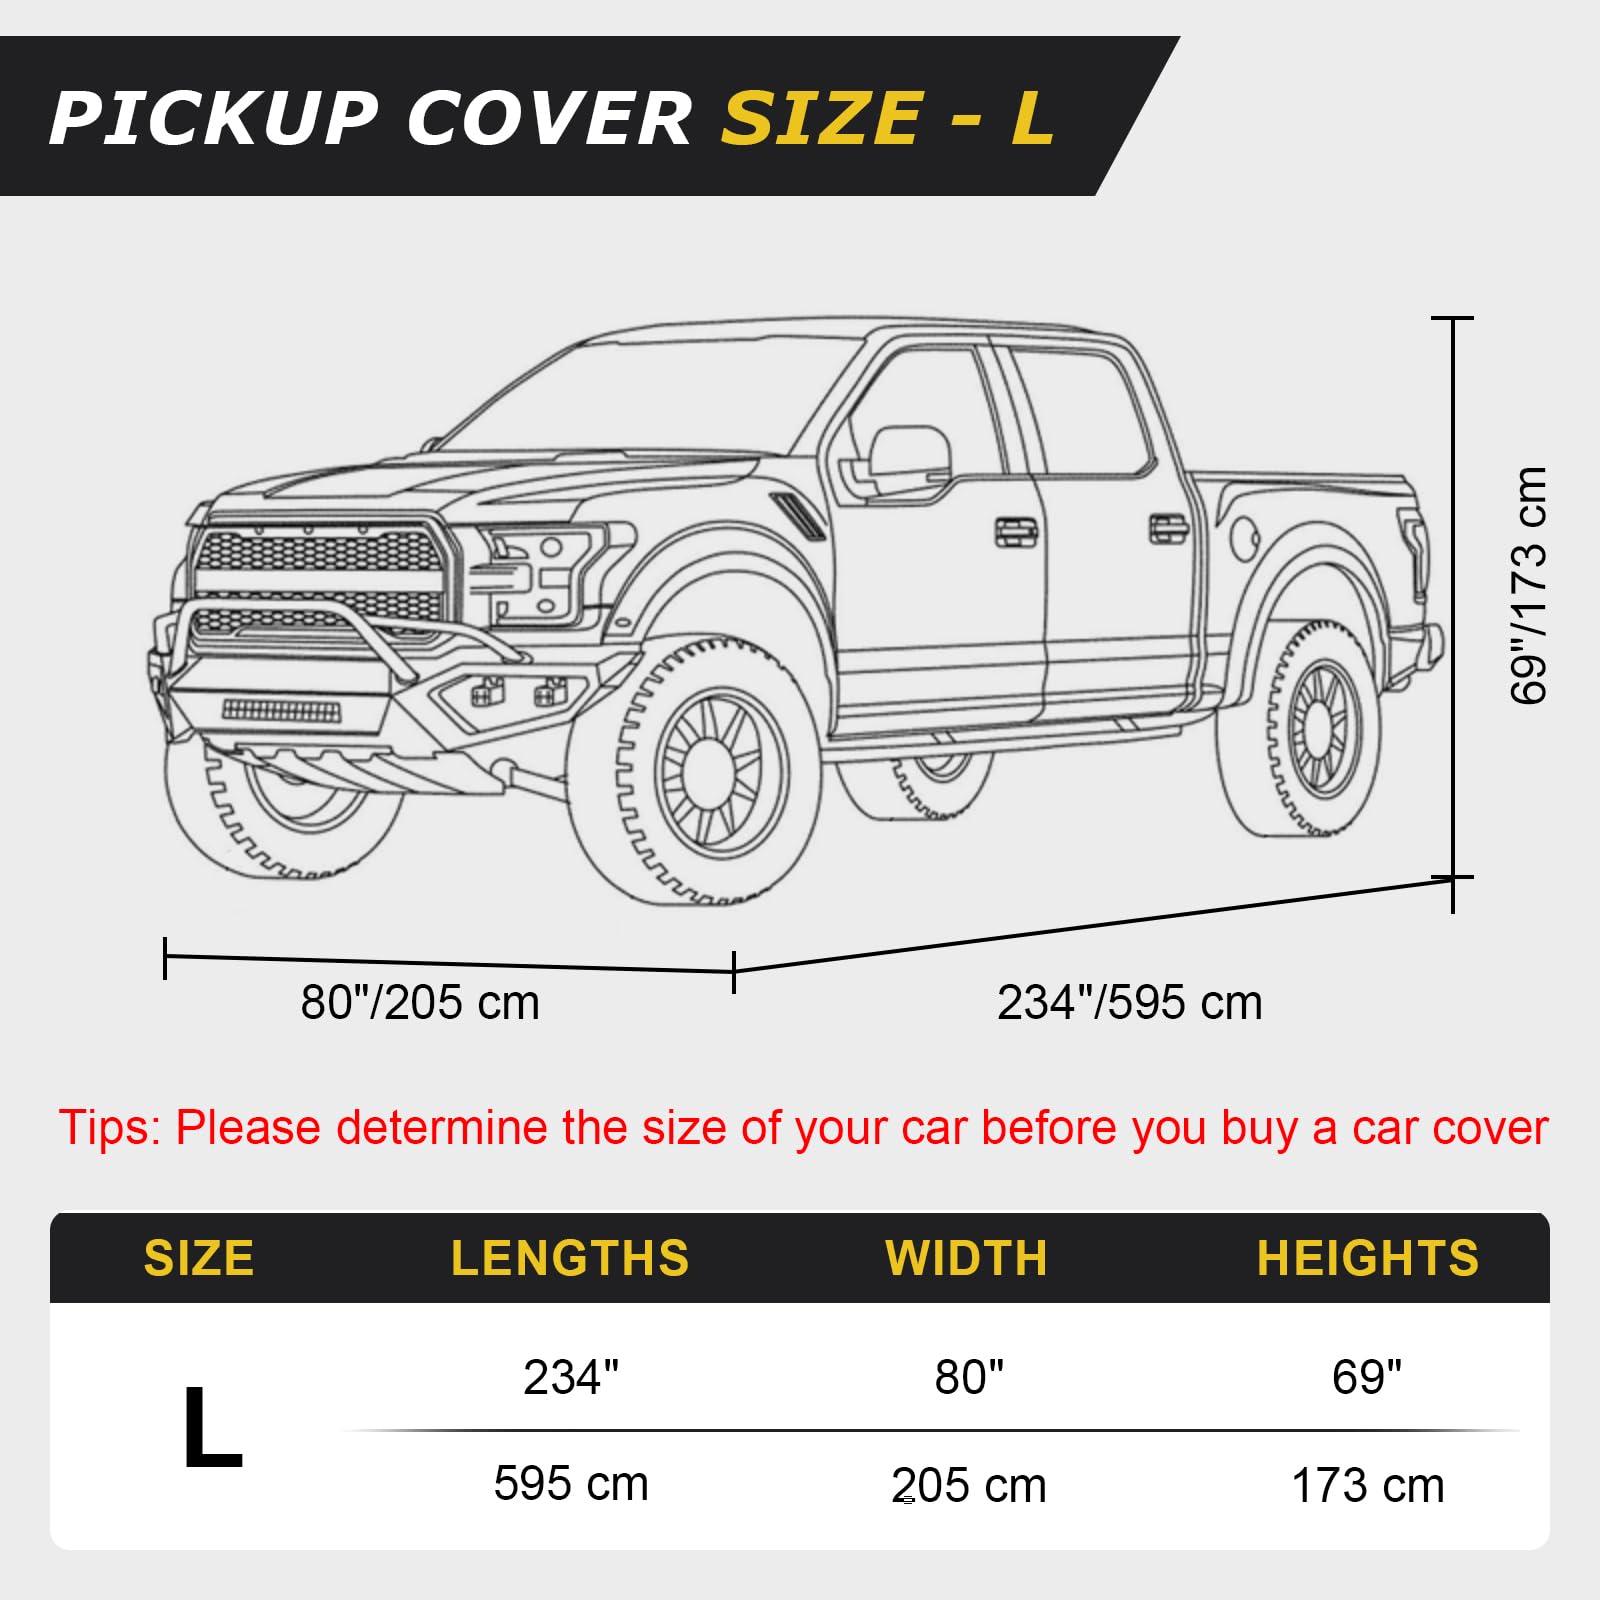 PICKUP COVER SIZE - L
69"/173 cm
80"/205 cm
234"/595 cm
Tips: Please determine the size of your car before you buy a car cover
SIZE LENGTHS WIDTH HEIGHTS
L
234" 80" 69"
595 cm 205 cm 173 cm